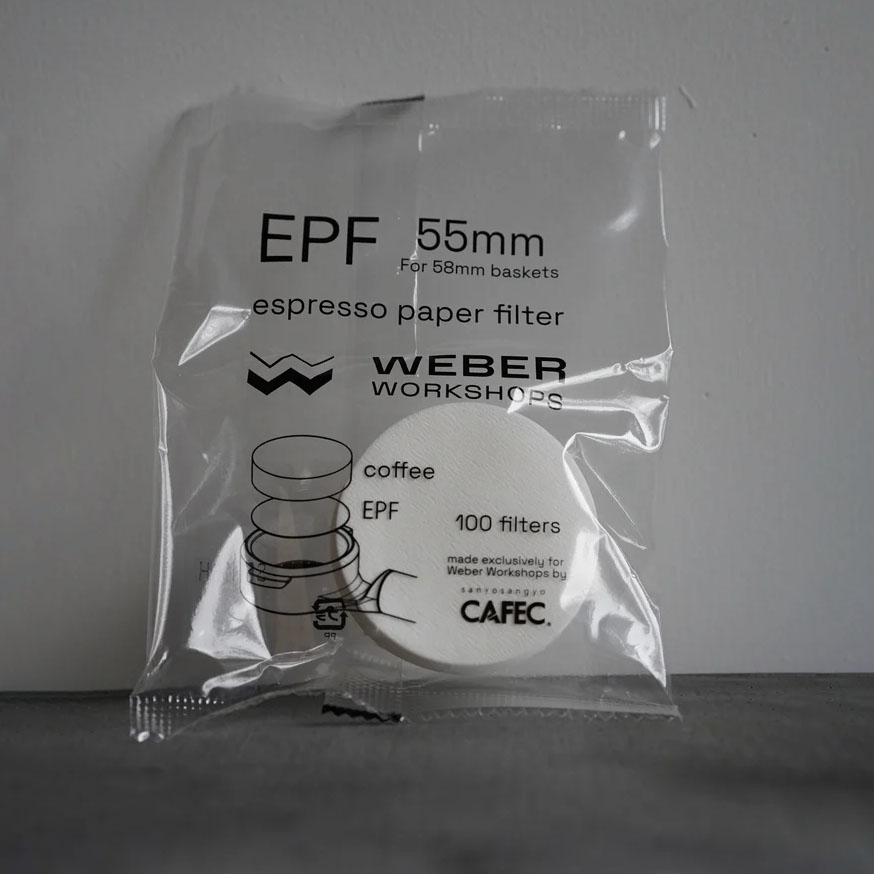 EPF 55mm
For 58mm baskets
espresso paper filter
WEBER
WORKSHOPS
coffee
EPF
100 filters
made exclusively for
Weber Workshops by
sanyosangyo
CAFEC®